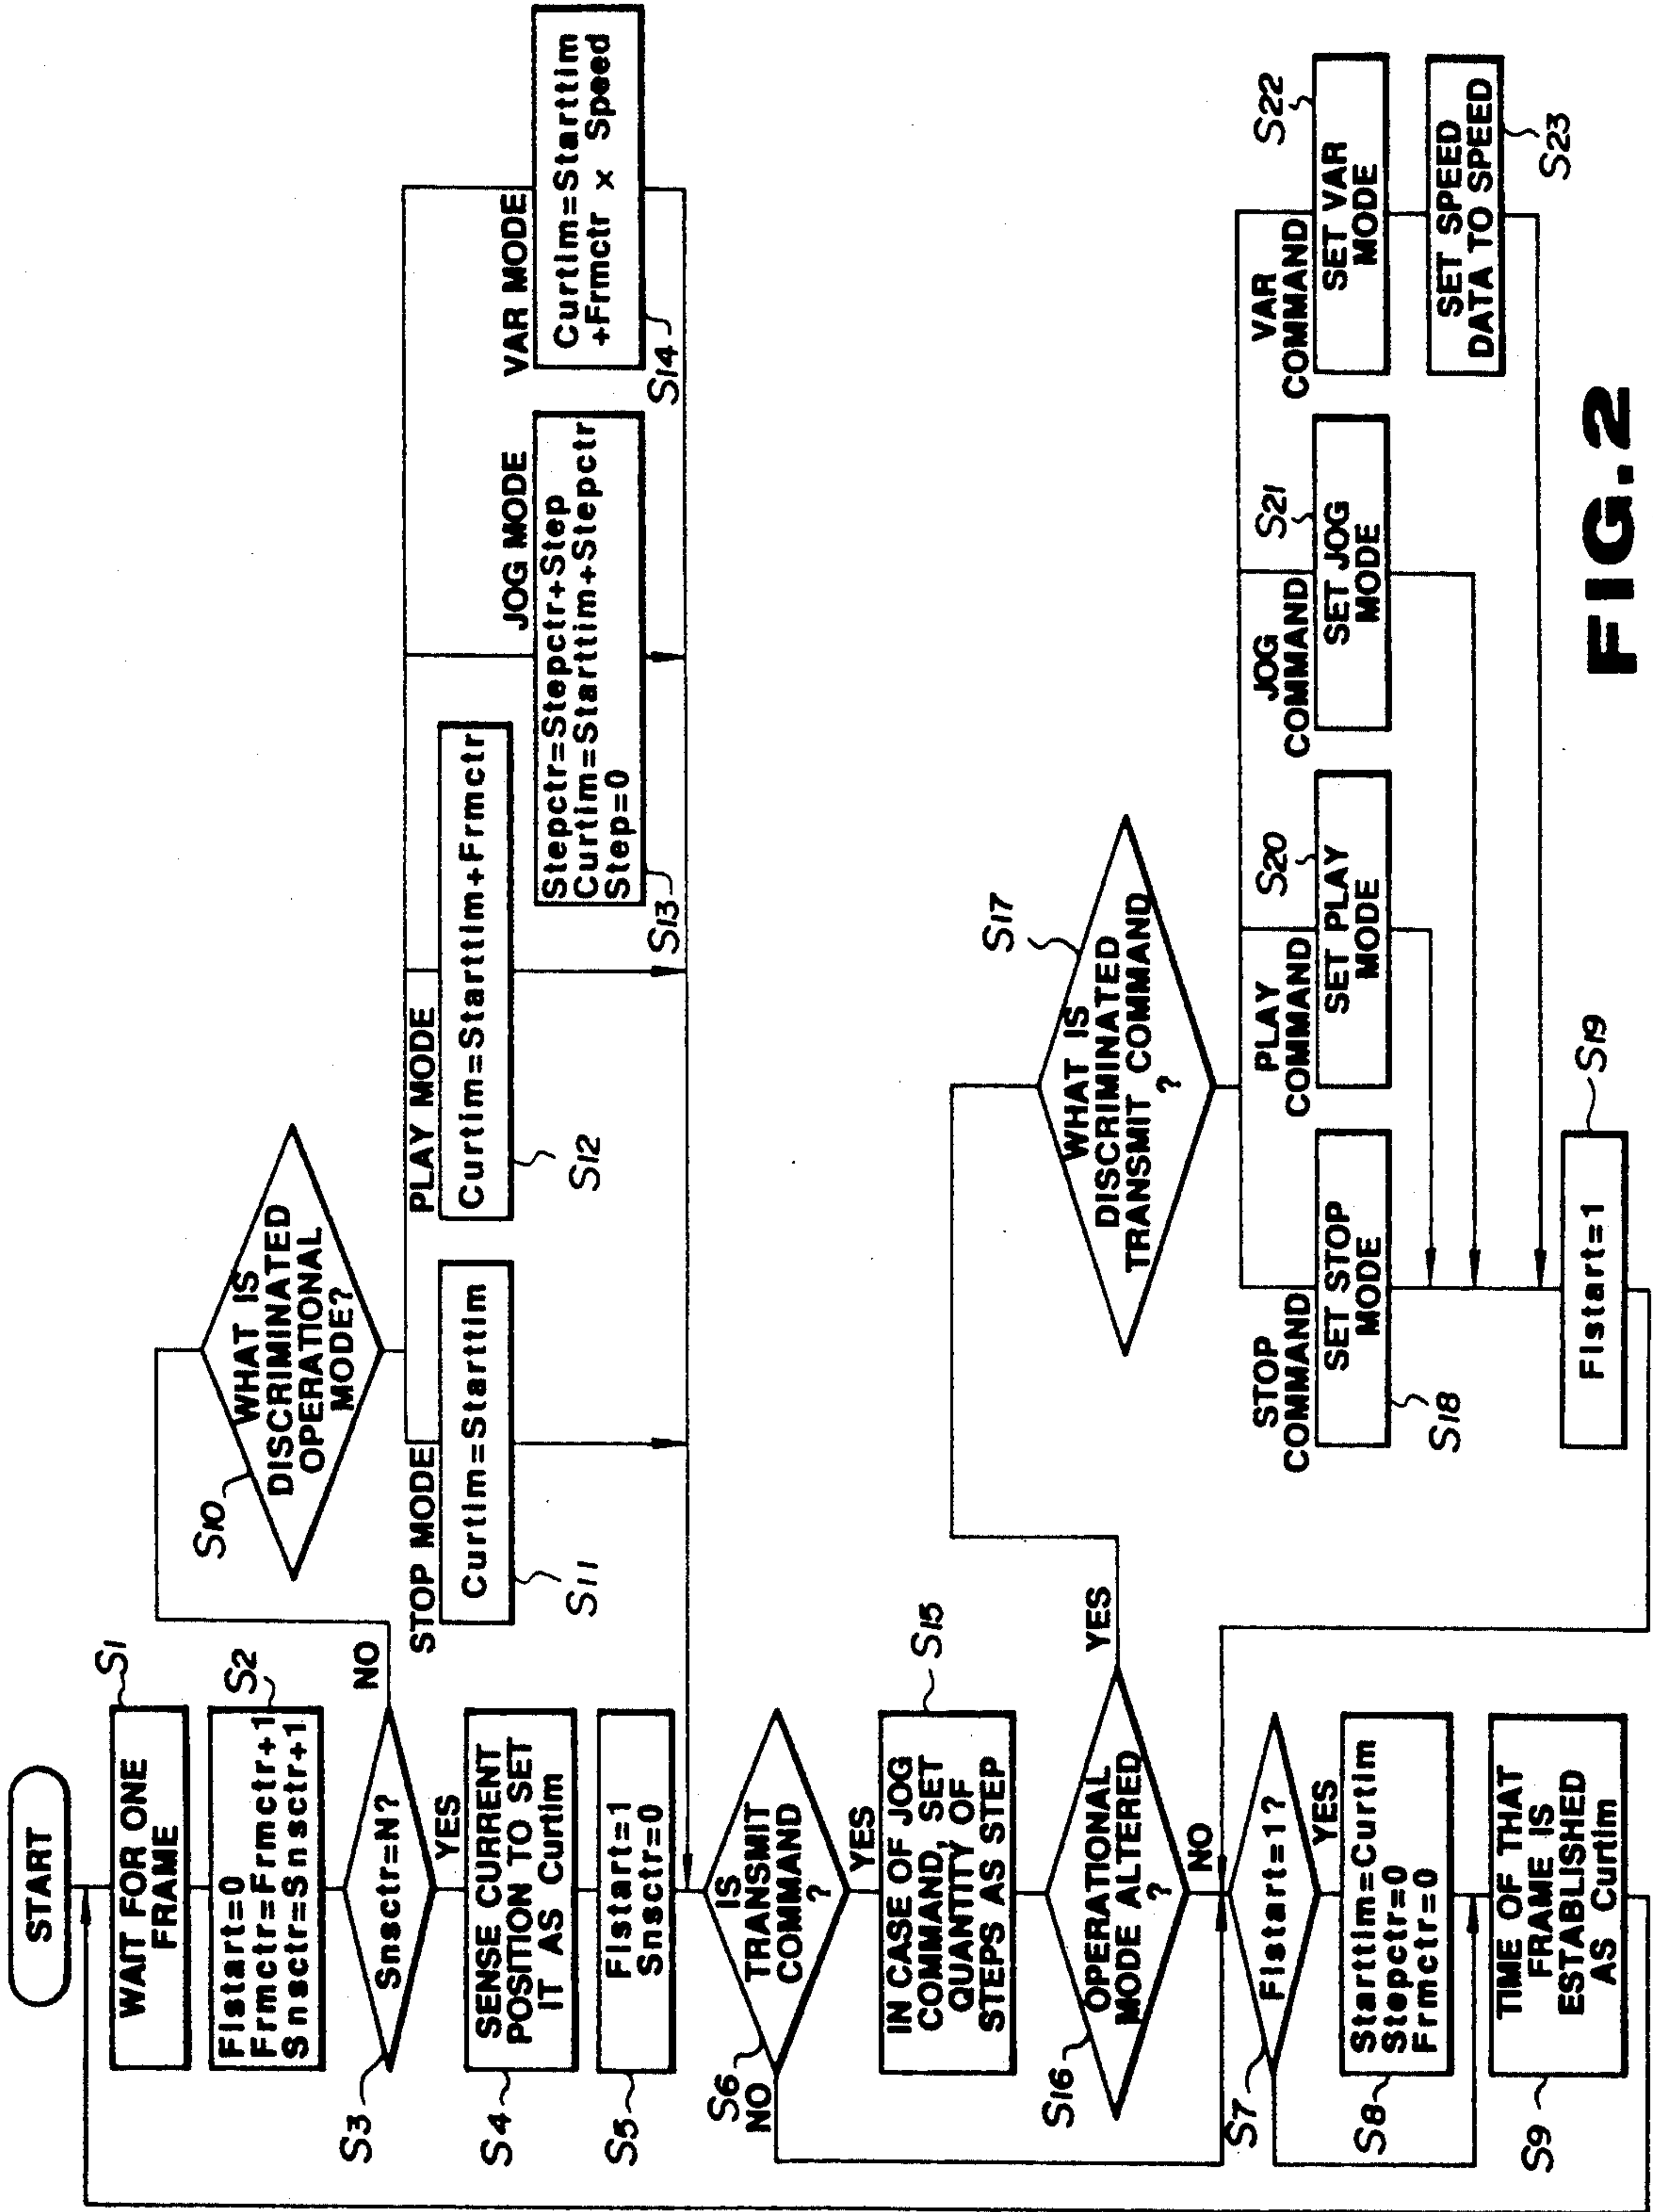 START
S1
WAIT FOR ONE
FRAME
S2
Flstart=0
Frmctr=Frmctr+1
Snsctr=Snsctr+1
S3
Snsctr=N?
NO
YES
S4
SENSE CURRENT
POSITION TO SET
IT AS Curtim
S5
Flstart=1
Snsctr=0
S10
WHAT IS
DISCRIMINATED
OPERATIONAL
MODE?
STOP MODE
Curtim=Starttim
S11
PLAY MODE
Curtim=Starttim+Frmctr
S12
JOG MODE
Stepctr=Stepctr+Step
Curtim=Starttim+Stepctr
Step=0
S13
VAR MODE
Curtim=Starttim
+Frmctr × Speed
S14
S6
NO
IS
TRANSMIT
COMMAND
?
YES
S15
IN CASE OF JOG
COMMAND, SET
QUANTITY OF
STEPS AS STEP
S16
OPERATIONAL
MODE ALTERED
?
YES
NO
S7
Flstart=1?
YES
S8
Starttim=Curtim
Stepctr=0
Frmctr=0
S9
TIME OF THAT
FRAME IS
ESTABLISHED
AS Curtim
S17
WHAT IS
DISCRIMINATED
TRANSMIT COMMAND
?
STOP
COMMAND
SET STOP
MODE
S18
PLAY
COMMAND
S20
SET PLAY
MODE
JOG
COMMAND
S21
SET JOG
MODE
VAR
COMMAND
S22
SET VAR
MODE
SET SPEED
DATA TO SPEED
S23
S19
Flstart=1
FIG.2